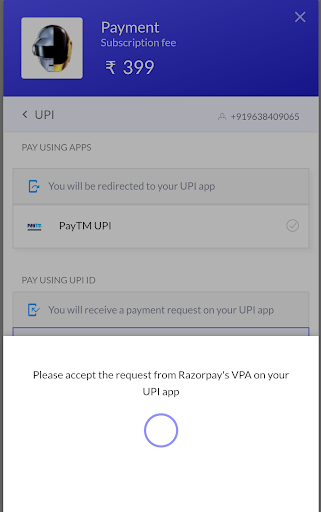 Payment
Subscription fee
₹ 399
UPI
+919638409065
PAY USING APPS
You will be redirected to your UPI app
PAYTM
UPI
PayTM UPI
PAY USING UPI ID
You will receive a payment request on your UPI app
Please accept the request from Razorpay's VPA on your
UPI app